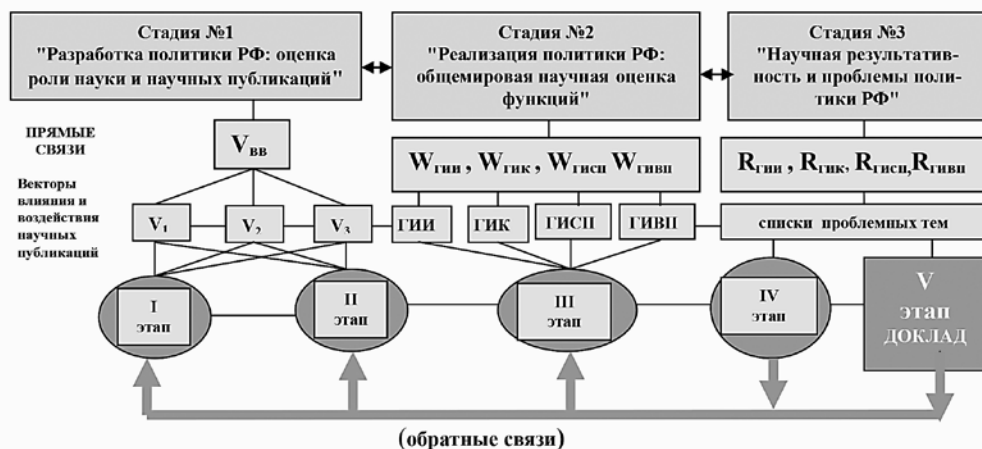 Стадия №1
"Разработка политики РФ: оценка
роли науки и научных публикаций"
Стадия №2
"Реализация политики РФ:
общемировая научная оценка
функций"
Стадия №3
"Научная результатив-
ность и проблемы поли-
тики РФ"
ПРЯМЫЕ
СВЯЗИ
Vвв
Wгии , Wгик , Wгисп Wгивп
Rгии , Rгик, Rгисп,Rгивп
Векторы
влияния и
воздействия
научных
публикаций
V1
V2
V3
ГИИ
ГИК
ГИСП
ГИВП
списки проблемных тем
I
этап
II
этап
III
этап
IV
этап
V
этап
ДОКЛАД
(обратные связи)